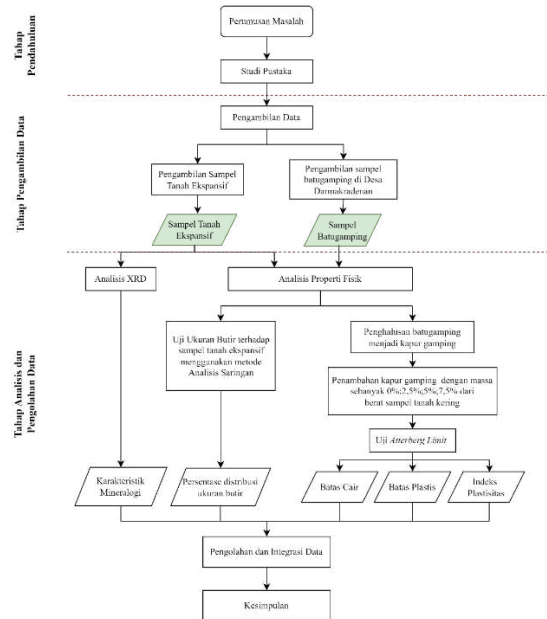 Tahap
Pendahuluan
Perumusan Masalah
Studi Pustaka
Tahap Pengambilan Data
Pengambilan Data
Pengambilan Sampel
Tanah Ekspansif
Pengambilan sampel
batugamping di Desa
Darmakradenan
Sampel Tanah
Ekspansif
Sampel
Batugamping
Tahap Analisis dan
Pengolahan Data
Analisis XRD
Analisis Properti Fisik
Uji Ukuran Butir terhadap
sampel tanah ekspansif
menggunakan metode
Analisis Saringan
Penghalusan batugamping
menjadi kapur gamping
Penambahan kapur gamping dengan massa
sebanyak 0%;2,5%;5%;7,5% dari
berat sampel tanah kering
Uji Atterberg Limit
Karakteristik
Mineralogi
Persentase distribusi
ukuran butir
Batas Cair
Batas Plastis
Indeks
Plastisitas
Pengolahan dan Integrasi Data
Kesimpulan